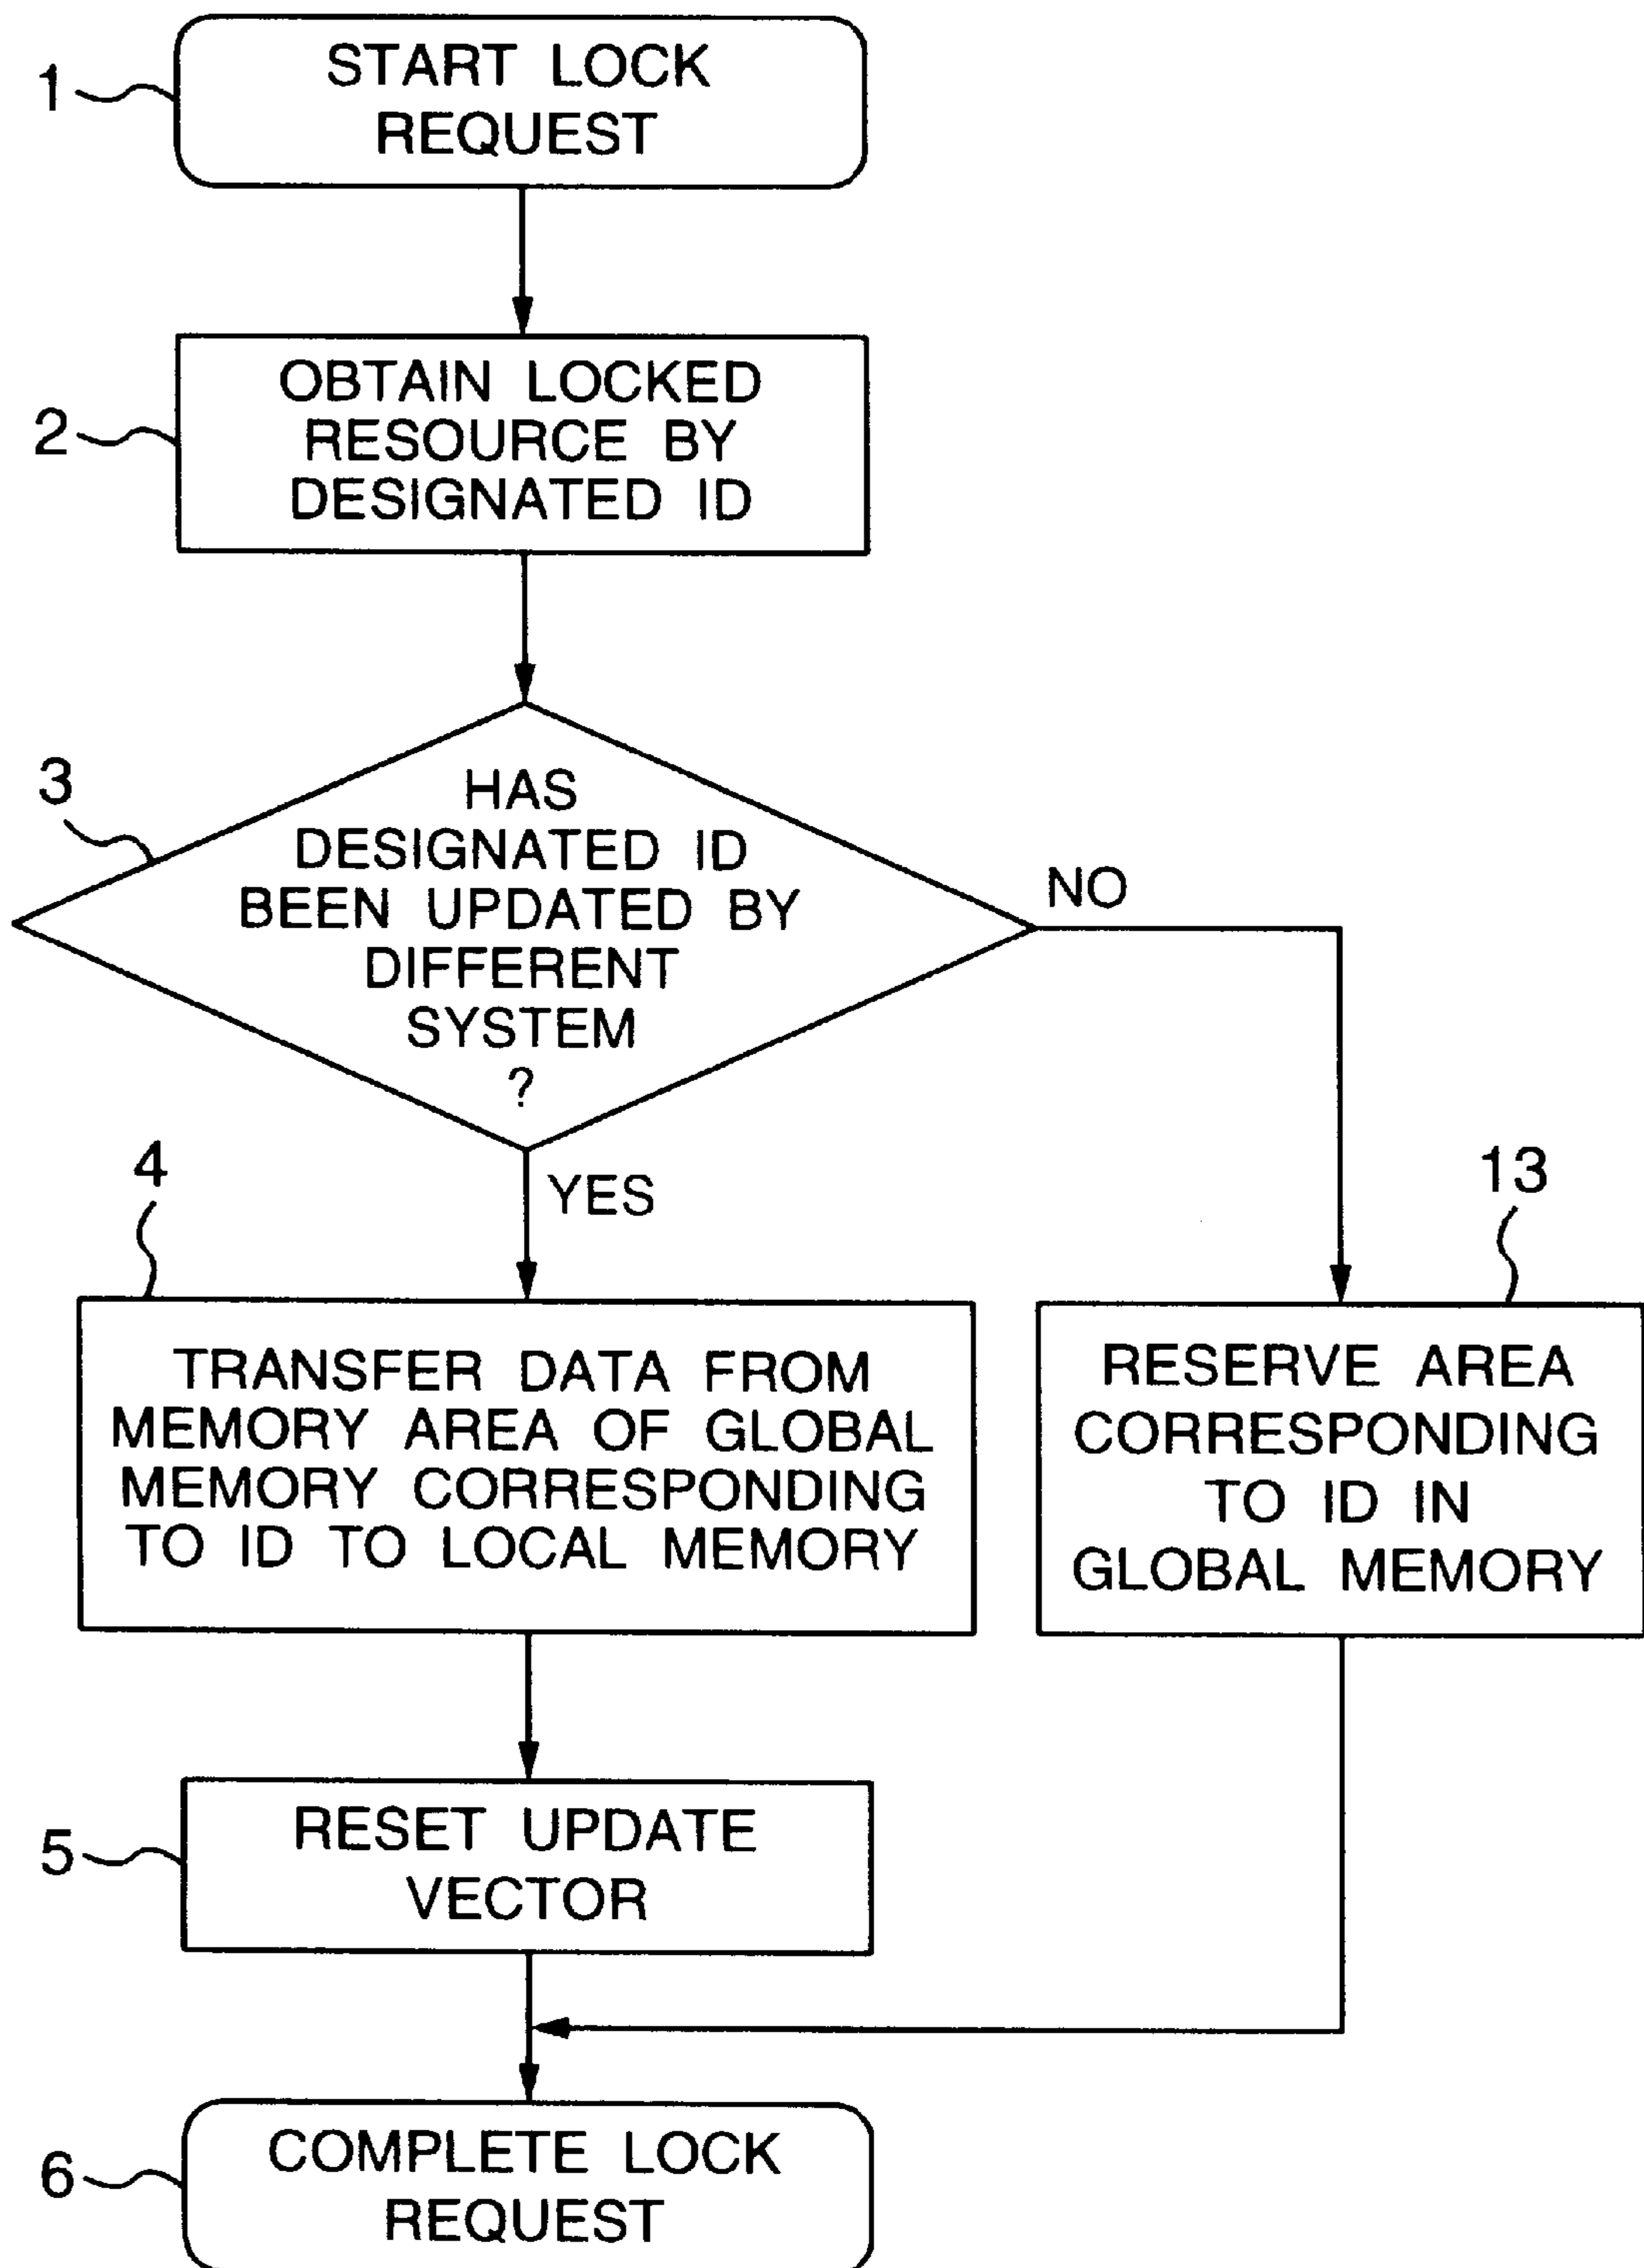 1
START LOCK
REQUEST
2
OBTAIN LOCKED
RESOURCE BY
DESIGNATED ID
3
HAS
DESIGNATED ID
BEEN UPDATED BY
DIFFERENT
SYSTEM
?
NO
YES
4
TRANSFER DATA FROM
MEMORY AREA OF GLOBAL
MEMORY CORRESPONDING
TO ID TO LOCAL MEMORY
13
RESERVE AREA
CORRESPONDING
TO ID IN
GLOBAL MEMORY
5
RESET UPDATE
VECTOR
6
COMPLETE LOCK
REQUEST